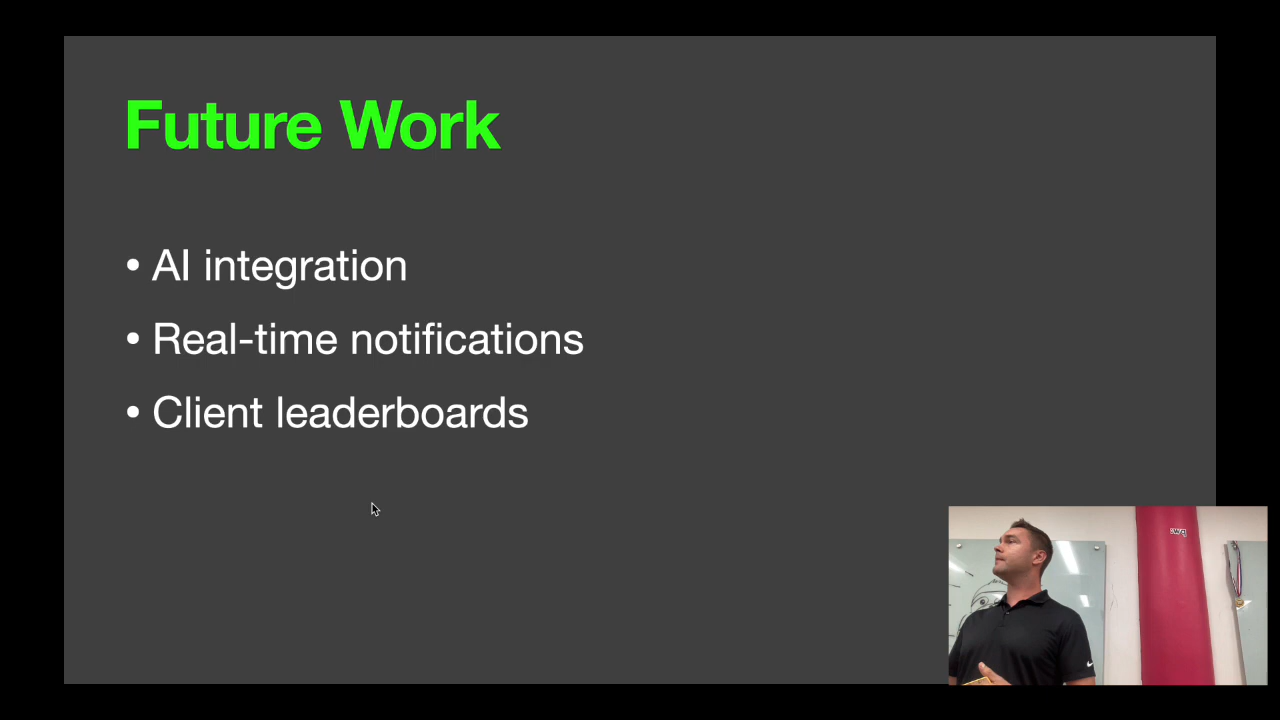 Future Work
• AI integration
• Real-time notifications
• Client leaderboards